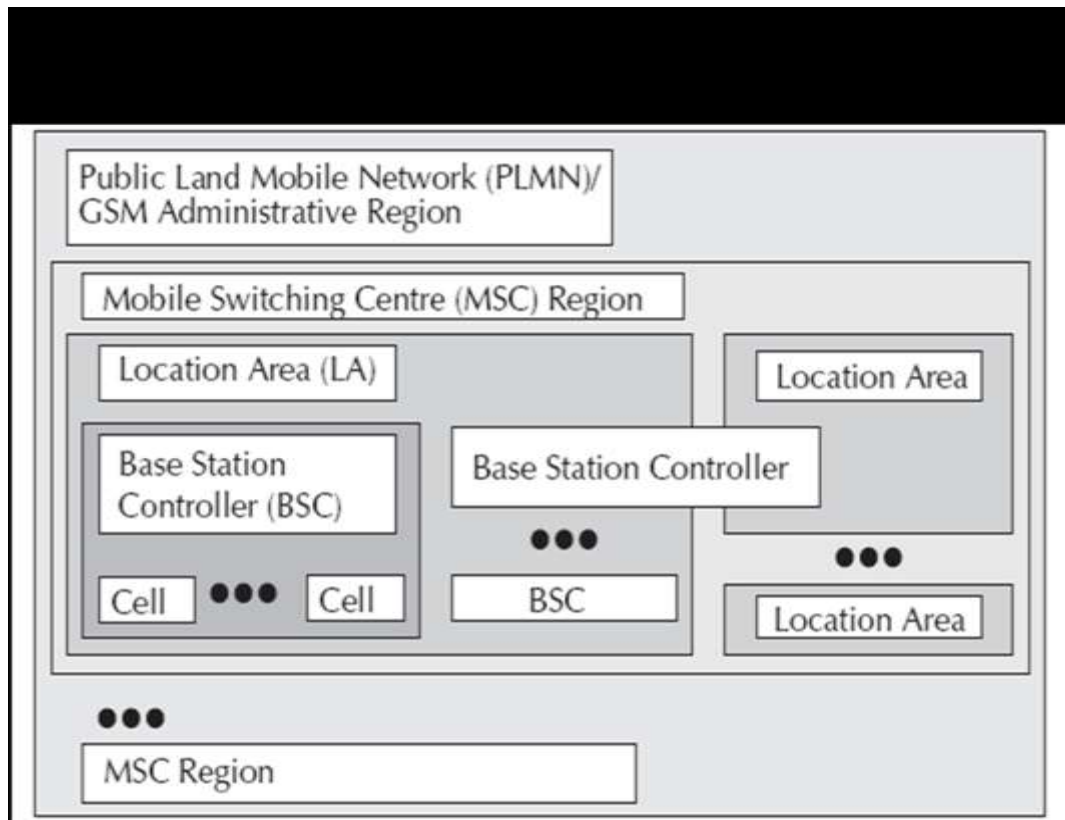 Public Land Mobile Network (PLMN)/
GSM Administrative Region
Mobile Switching Centre (MSC) Region
Location Area (LA)
Location Area
Base Station
Controller (BSC)
Base Station Controller
Cell
Cell
BSC
Location Area
MSC Region